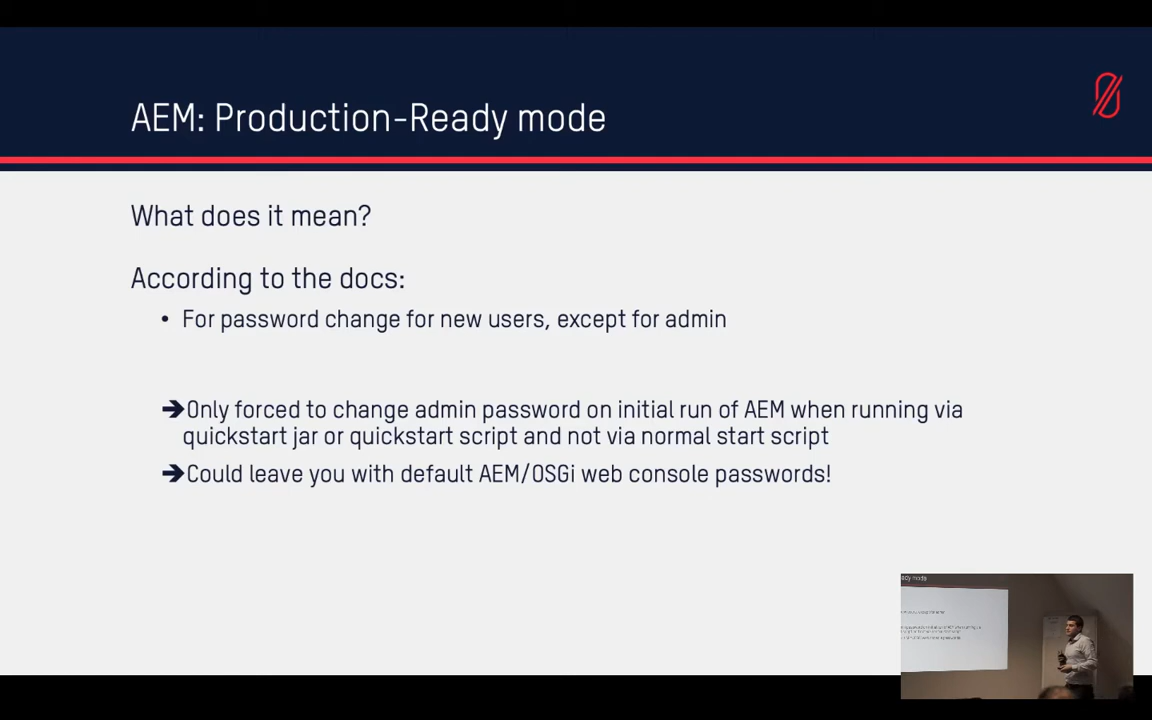 AEM: Production-Ready mode
What does it mean?
According to the docs:
• For password change for new users, except for admin
➔Only forced to change admin password on initial run of AEM when running via
quickstart jar or quickstart script and not via normal start script
➔Could leave you with default AEM/OSGi web console passwords!